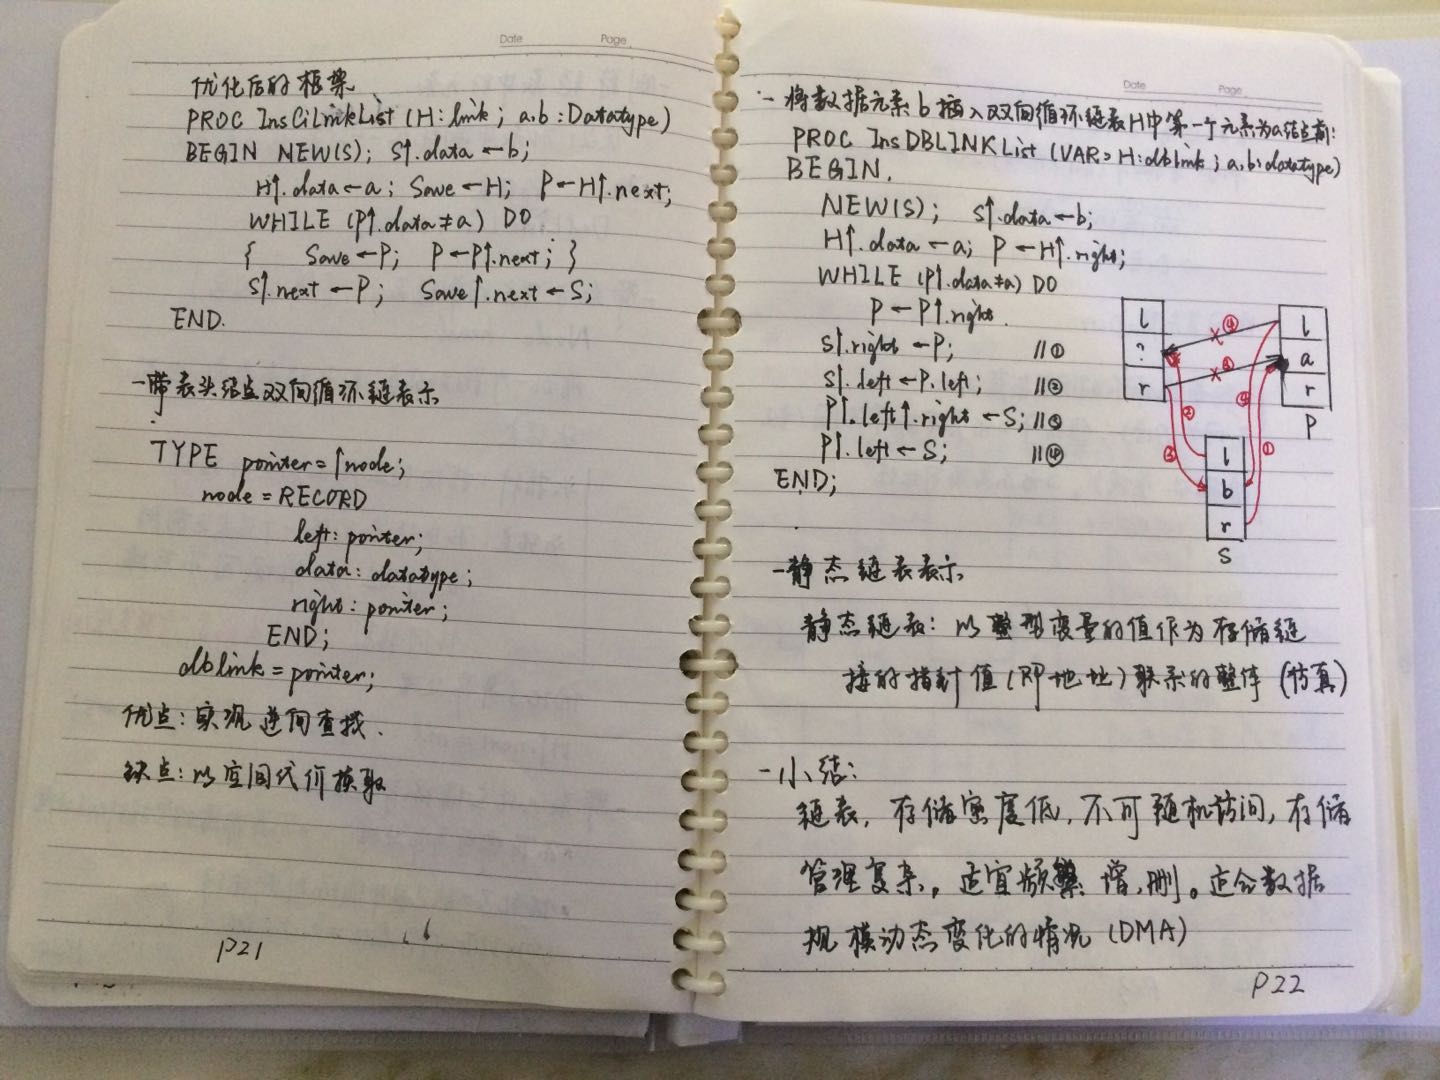 Date Page
优化后的框架
PROC InsCiLinkList (H:link; a,b:Datatype)
BEGIN NEW(S); S↑.data ← b;
H↑.data ← a; Save ← H; P ← H↑.next;
WHILE (P↑.data ≠ a) DO
{ Save ← P; P ← P↑.next; }
S↑.next ← P; Save↑.next ← S;
END.
一带表头结点双向循环链表示
TYPE pointer = ↑node;
node = RECORD
left: pointer;
data: datatype;
right: pointer;
END;
dblink = pointer;
优点:实现逆向查找.
缺点:以空间代价换取
P21
Date Page
- 将数据元素b插入双向循环链表H中第一个元素为a结点前:
PROC InsDBLINKList (VAR H:dblink; a,b:datatype)
BEGIN.
NEW(S); S↑.data ← b;
H↑.data ← a; P ← H↑.right;
WHILE (P↑.data ≠ a) DO
P ← P↑.right.
S↑.right ← P; //①
S↑.left ← P.left; //②
P↑.left↑.right ← S; //③
P↑.left ← S; //④
END;
l
?
r
l
a
r
P
l
b
r
S
④
③
②
③
④
①
一静态链表表示
静态链表:以整型变量的值作为存储链
接的指针值(即地址)联系的整体(仿真)
-小结:
链表,存储密度低,不可随机访问,存储
管理复杂,适宜频繁增,删。适合数据
规模动态变化的情况(DMA)
P22